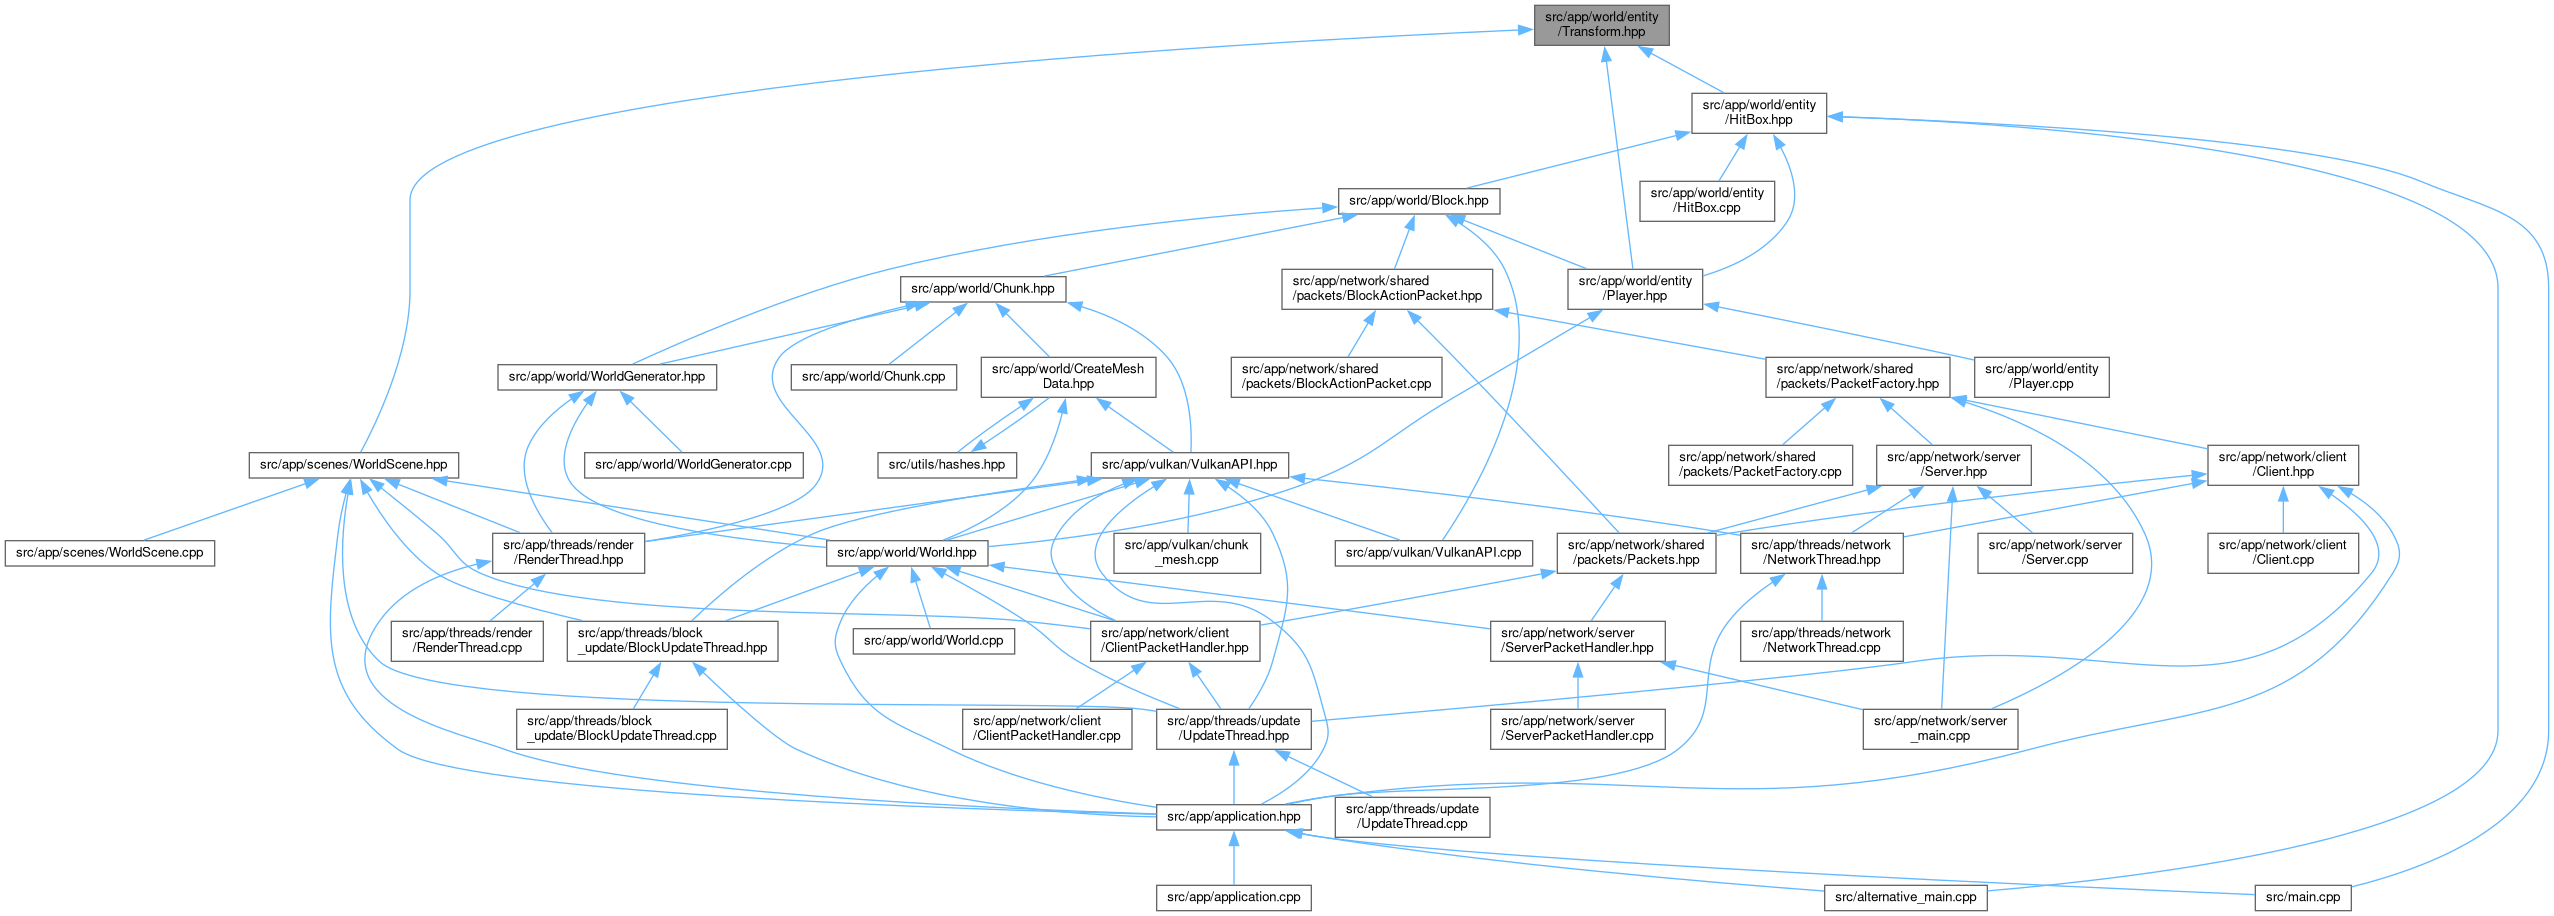 src/app/world/entity
/Transform.hpp
src/app/world/entity
/HitBox.hpp
src/app/world/Block.hpp
src/app/world/entity
/HitBox.cpp
src/app/world/Chunk.hpp
src/app/network/shared
/packets/BlockActionPacket.hpp
src/app/world/entity
/Player.hpp
src/app/world/WorldGenerator.hpp
src/app/world/Chunk.cpp
src/app/world/CreateMesh
Data.hpp
src/app/network/shared
/packets/BlockActionPacket.cpp
src/app/network/shared
/packets/PacketFactory.hpp
src/app/world/entity
/Player.cpp
src/app/scenes/WorldScene.hpp
src/app/world/WorldGenerator.cpp
src/utils/hashes.hpp
src/app/vulkan/VulkanAPI.hpp
src/app/network/shared
/packets/PacketFactory.cpp
src/app/network/server
/Server.hpp
src/app/network/client
/Client.hpp
src/app/scenes/WorldScene.cpp
src/app/threads/render
/RenderThread.hpp
src/app/world/World.hpp
src/app/vulkan/chunk
_mesh.cpp
src/app/vulkan/VulkanAPI.cpp
src/app/network/shared
/packets/Packets.hpp
src/app/threads/network
/NetworkThread.hpp
src/app/network/server
/Server.cpp
src/app/network/client
/Client.cpp
src/app/threads/render
/RenderThread.cpp
src/app/threads/block
_update/BlockUpdateThread.hpp
src/app/world/World.cpp
src/app/network/client
/ClientPacketHandler.hpp
src/app/network/server
/ServerPacketHandler.hpp
src/app/threads/network
/NetworkThread.cpp
src/app/threads/block
_update/BlockUpdateThread.cpp
src/app/network/client
/ClientPacketHandler.cpp
src/app/threads/update
/UpdateThread.hpp
src/app/network/server
/ServerPacketHandler.cpp
src/app/network/server
_main.cpp
src/app/application.hpp
src/app/threads/update
/UpdateThread.cpp
src/app/application.cpp
src/alternative_main.cpp
src/main.cpp